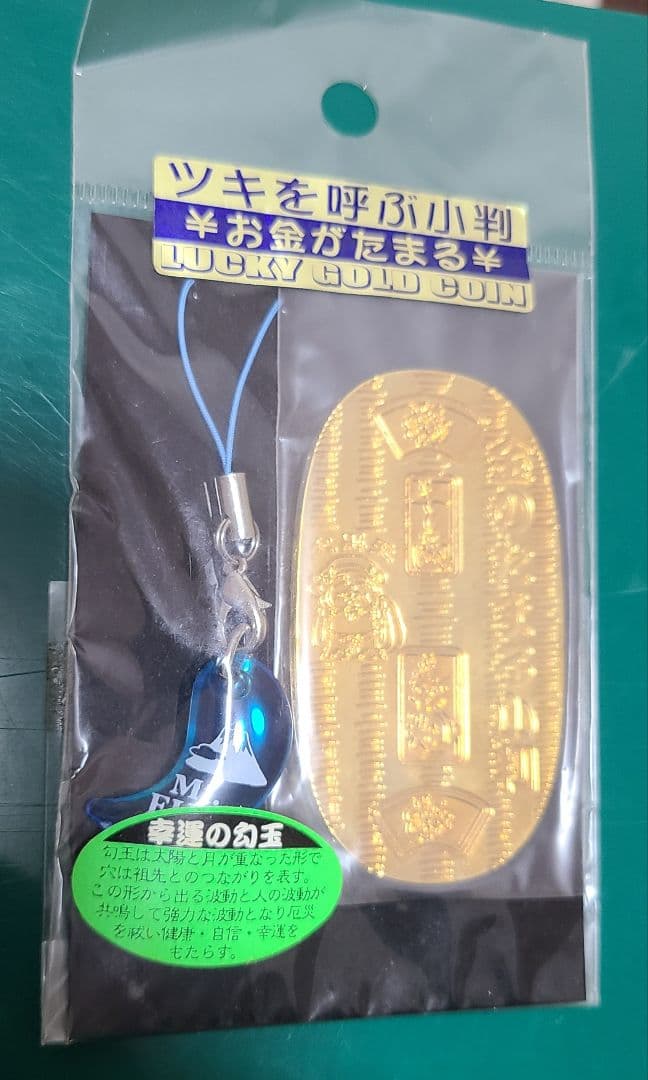 ツキを呼ぶ小判
¥お金がたまる¥
LUCKY GOLD COIN
幸運の勾玉
勾玉は太陽と月が重なった形で
穴は祖先とのつながりを表す。
この形から出る波動と人の波動が
共鳴して強力な波動となり厄災
を祓い健康・自信・幸運を
もたらす。